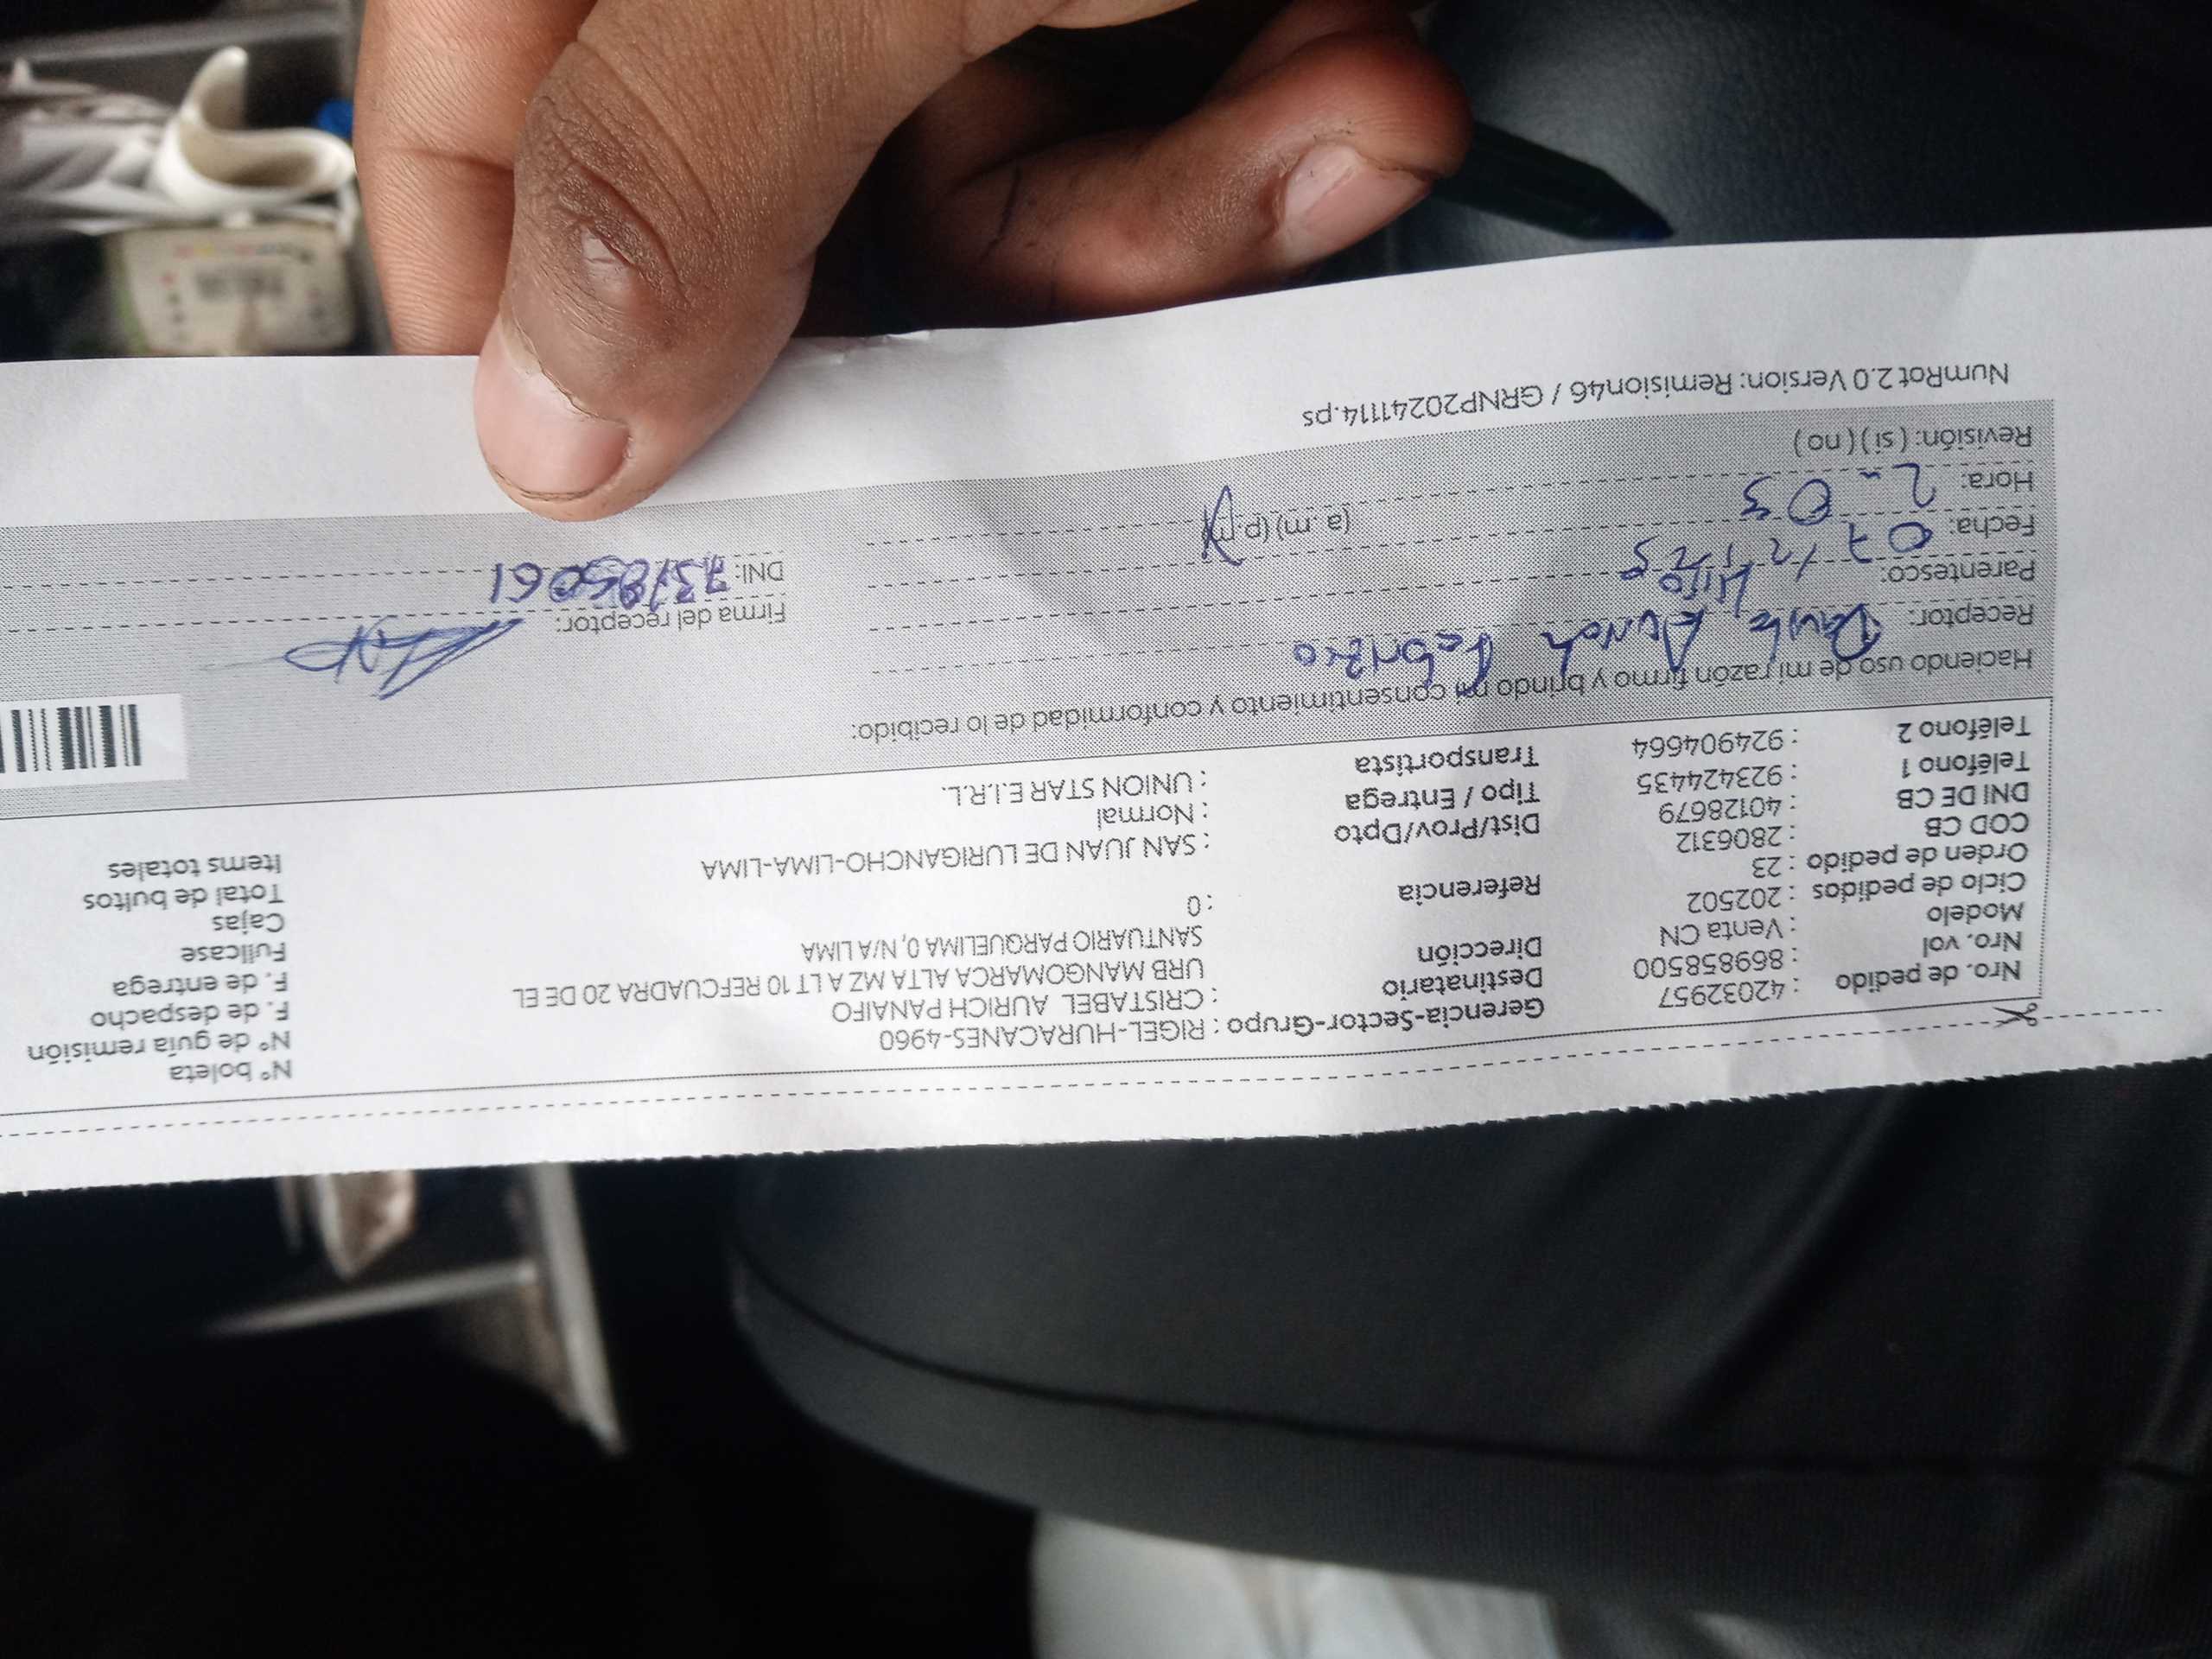 Nro. de pedido : 42032957
Nro. vol : 869858500
Modelo : Venta CN
Ciclo de pedidos : 202502
Orden de pedido : 23
COD CB : 2806312
DNI DE CB : 40128679
Teléfono 1 : 923424435
Teléfono 2 : 924904664
Gerencia-Sector-Grupo : RIGEL-HURACANES-4960
Destinatario : CRISTABEL AURICH PANAIFO
Dirección URB MANGOMARCA ALTA MZ A LT 10 REFCUADRA 20 DE EL
SANTUARIO PARQUELIMA 0, N/A LIMA
Referencia : 0
Dist/Prov/Dpto : SAN JUAN DE LURIGANCHO-LIMA-LIMA
Tipo / Entrega : Normal
Transportista : UNION STAR E.I.R.L.
N° boleta
N° de guía remisión
F. de despacho
F. de entrega
Fullcase
Cajas
Total de bultos
Items totales
Haciendo uso de mi razón firmo y brindo mi consentimiento y conformidad de lo recibido:
Receptor:
Parentesco: Hijo
Fecha:
Hora: (a. m) (p. m)
Revisión: ( si ) ( no )
Firma del receptor:
DNI:
NumRot 2.0 Version: Remision46 / GRNP20241114.ps